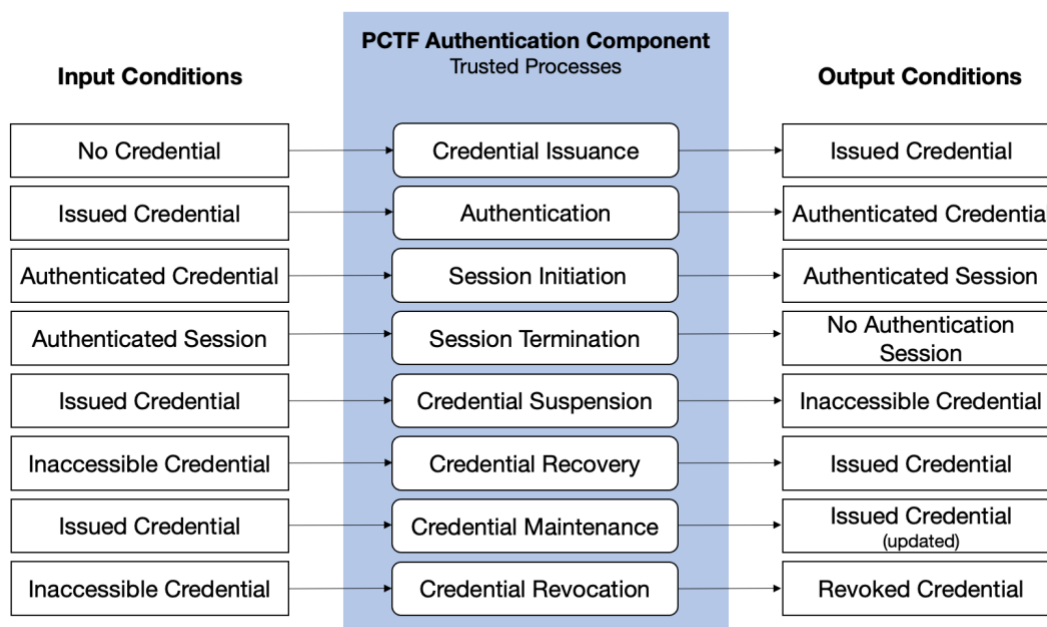 PCTF Authentication Component
Trusted Processes
Input Conditions
Output Conditions
No Credential
Credential Issuance
Issued Credential
Issued Credential
Authentication
Authenticated Credential
Authenticated Credential
Session Initiation
Authenticated Session
Authenticated Session
Session Termination
No Authentication
Session
Issued Credential
Credential Suspension
Inaccessible Credential
Inaccessible Credential
Credential Recovery
Issued Credential
Issued Credential
Credential Maintenance
Issued Credential
(updated)
Inaccessible Credential
Credential Revocation
Revoked Credential